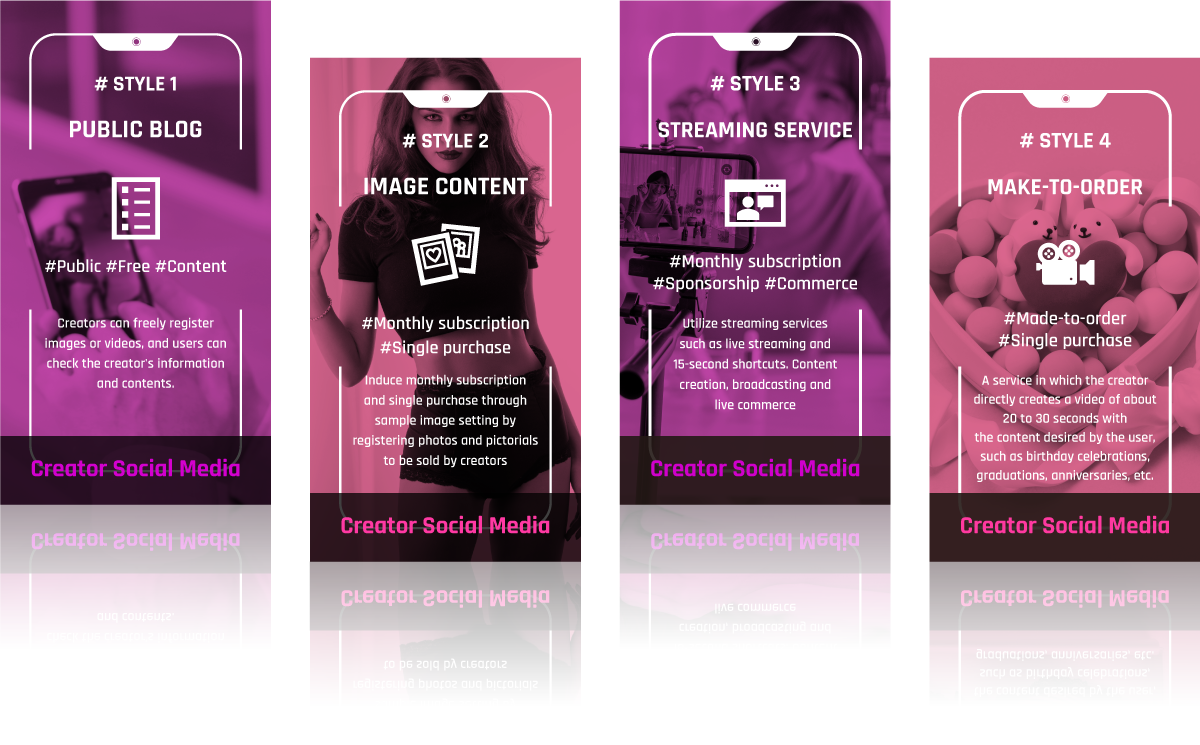 # STYLE 1
PUBLIC BLOG
#Public #Free #Content
Creators can freely register
images or videos, and users can
check the creator's information
and contents.
Creator Social Media
# STYLE 2
IMAGE CONTENT
#Monthly subscription
#Single purchase
Induce monthly subscription
and single purchase through
sample image setting by
registering photos and pictorials
to be sold by creators
Creator Social Media
# STYLE 3
STREAMING SERVICE
#Monthly subscription
#Sponsorship #Commerce
Utilize streaming services
such as live streaming and
15-second shortcuts. Content
creation, broadcasting and
live commerce
Creator Social Media
# STYLE 4
MAKE-TO-ORDER
#Made-to-order
#Single purchase
A service in which the creator
directly creates a video of about
20 to 30 seconds with
the content desired by the user,
such as birthday celebrations,
graduations, anniversaries, etc.
Creator Social Media